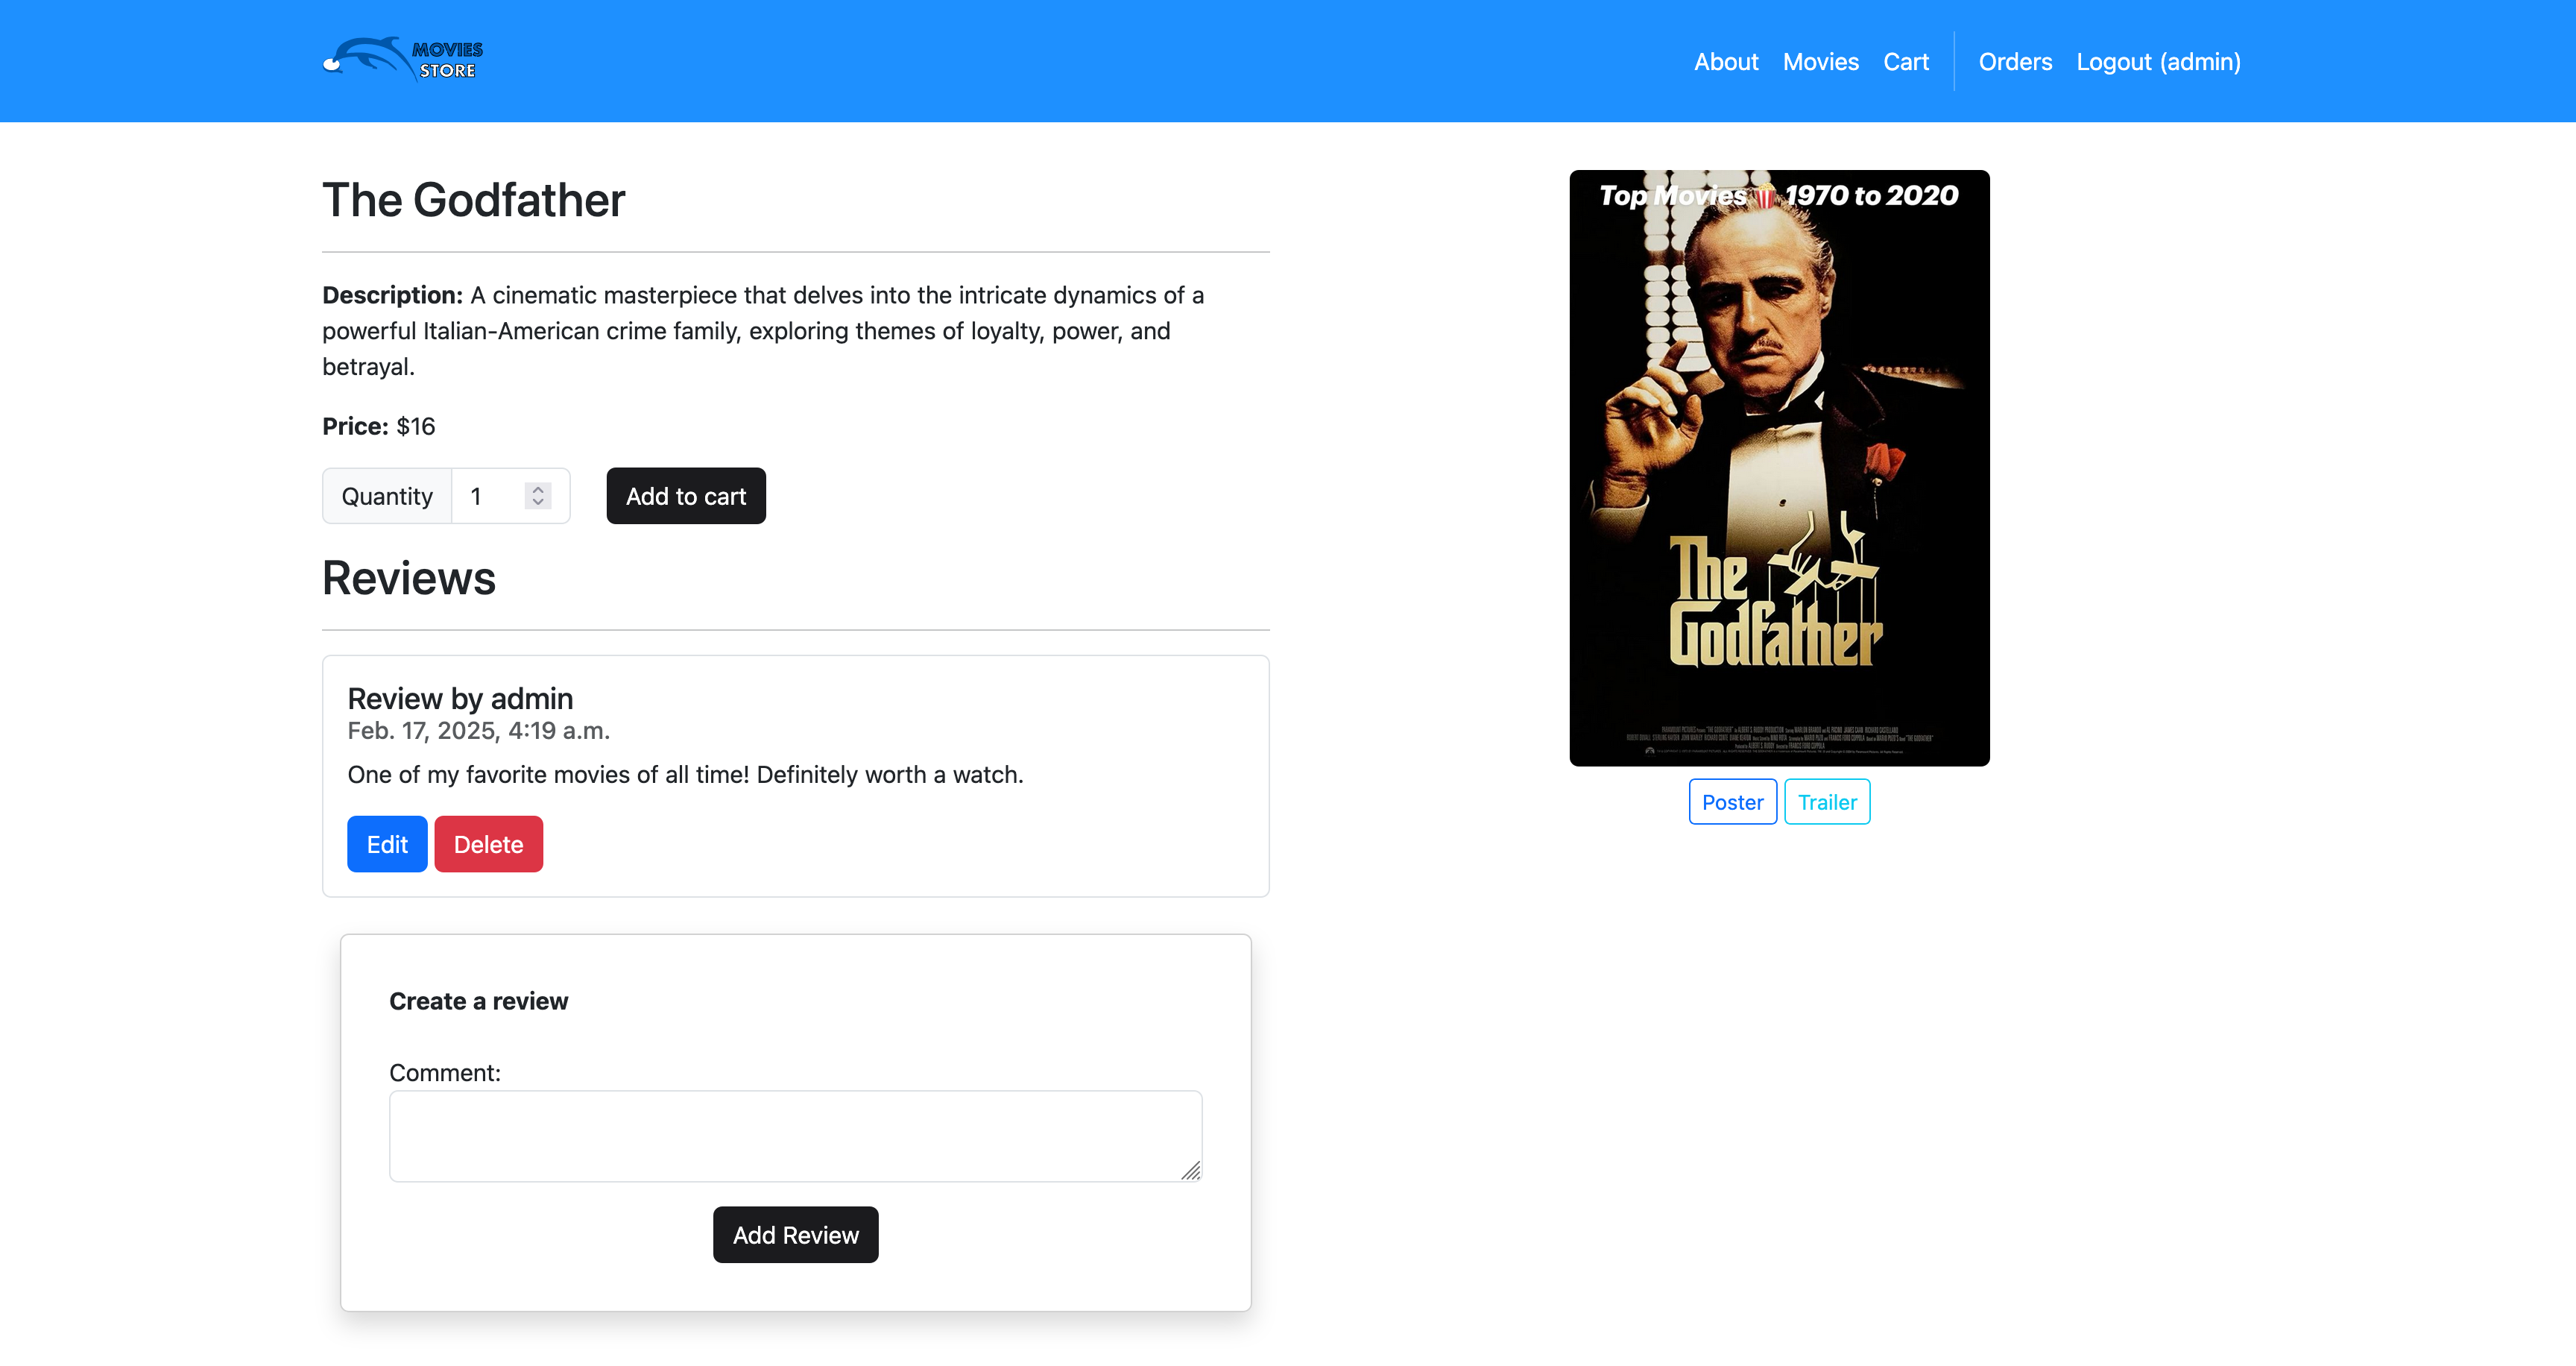 MOVIES
STORE
About Movies Cart Orders Logout (admin)
The Godfather
Description: A cinematic masterpiece that delves into the intricate dynamics of a
powerful Italian-American crime family, exploring themes of loyalty, power, and
betrayal.
Price: $16
Quantity 1 Add to cart
Reviews
Review by admin
Feb. 17, 2025, 4:19 a.m.
One of my favorite movies of all time! Definitely worth a watch.
Edit Delete
Create a review
Comment:
Add Review
Top Movies 🍿 1970 to 2020
The
Godfather
Poster Trailer